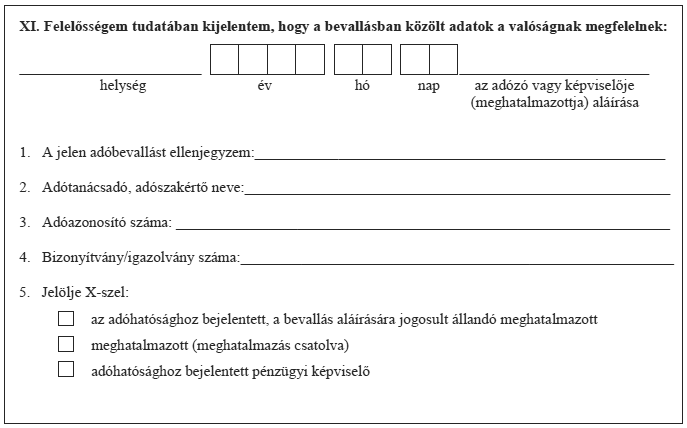 XI. Felelősségem tudatában kijelentem, hogy a bevallásban közölt adatok a valóságnak megfelelnek:
helység év hó nap az adózó vagy képviselője
(meghatalmazottja) aláírása
1. A jelen adóbevallást ellenjegyzem:
2. Adótanácsadó, adószakértő neve:
3. Adóazonosító száma:
4. Bizonyítvány/igazolvány száma:
5. Jelölje X-szel:
az adóhatósághoz bejelentett, a bevallás aláírására jogosult állandó meghatalmazott
meghatalmazott (meghatalmazás csatolva)
adóhatósághoz bejelentett pénzügyi képviselő